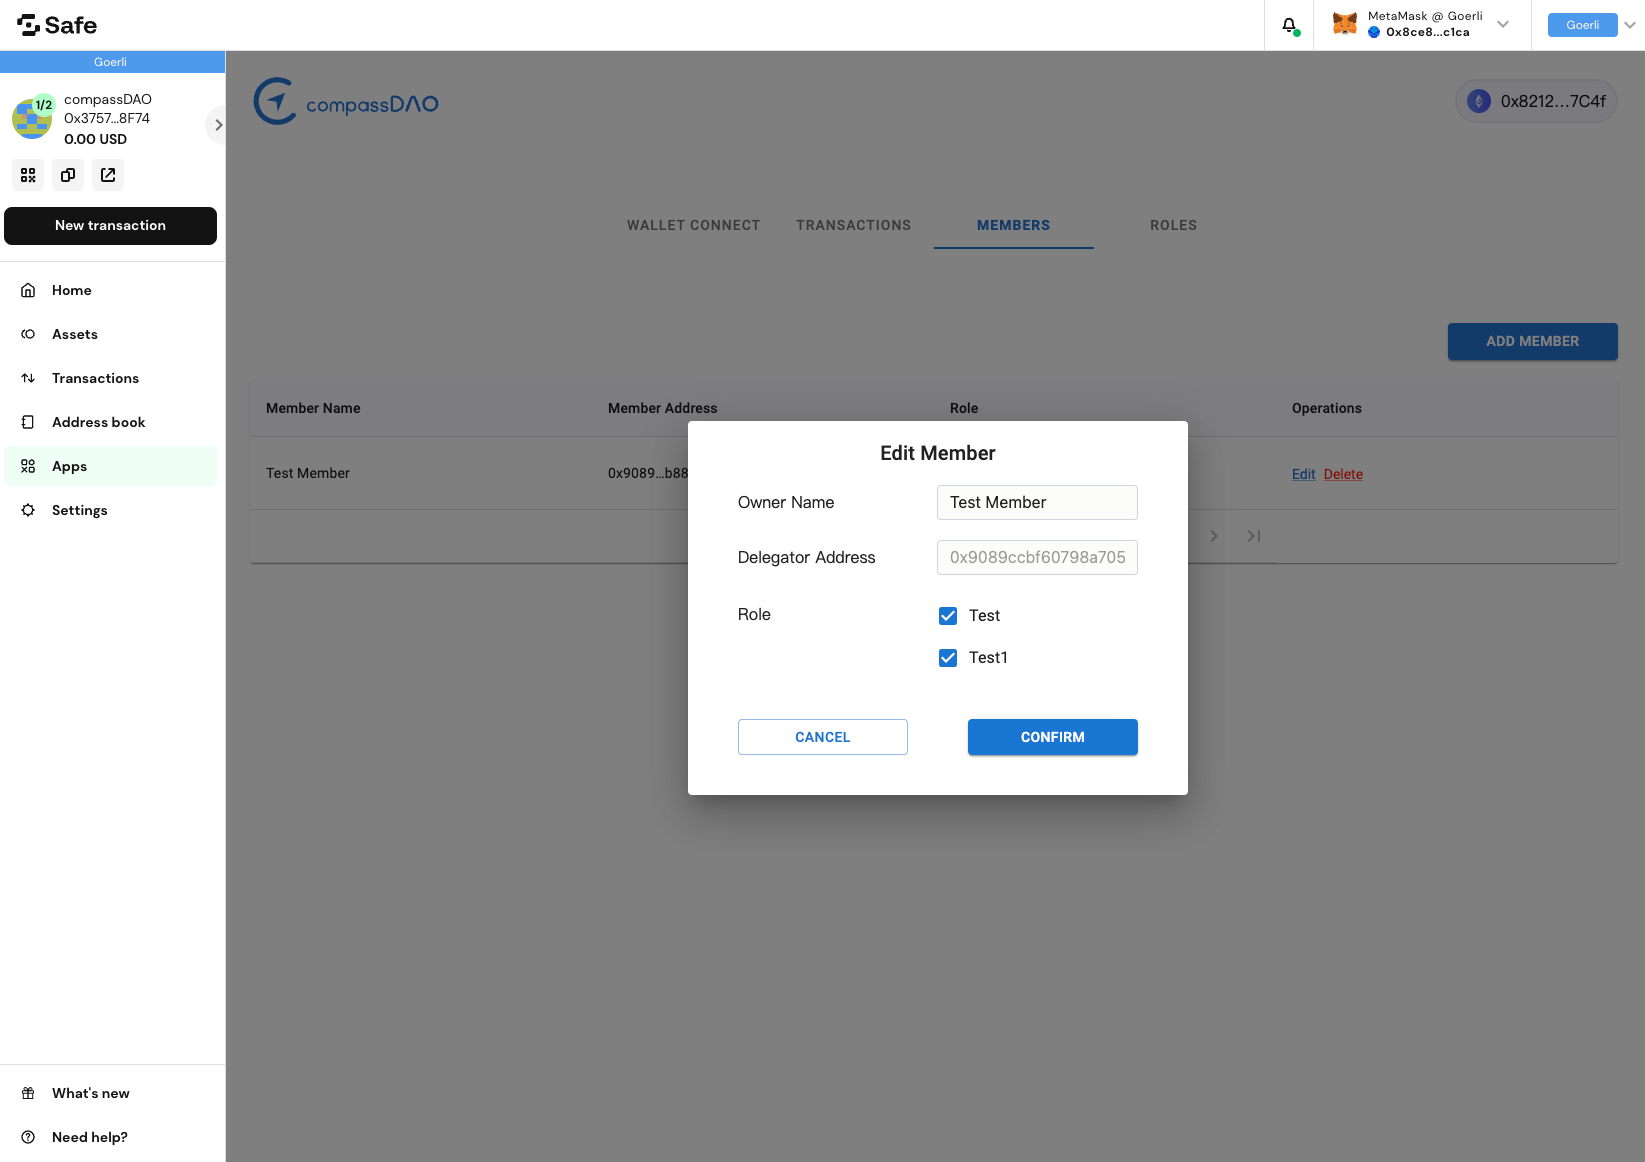 Safe
MetaMask @ Goerli
0x8ce8...c1ca
Goerli
Goerli
1/2
compassDAO
0x3757...8F74
0.00 USD
New transaction
Home
Assets
Transactions
Address book
Apps
Settings
What's new
Need help?
compassDAO
0x8212...7C4f
WALLET CONNECT
TRANSACTIONS
MEMBERS
ROLES
ADD MEMBER
Member Name
Member Address
Role
Operations
Test Member
0x9089...b88
Edit
Delete
Edit Member
Owner Name
Test Member
Delegator Address
0x9089ccbf60798a705
Role
Test
Test1
CANCEL
CONFIRM